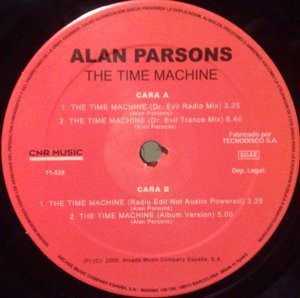 ALAN PARSONS
THE TIME MACHINE
CARA A
1. THE TIME MACHINE (Dr. Evil Radio Mix) 3.25
(Alan Parsons)
2. THE TIME MACHINE (Dr. Evil Trance Mix) 6.40
(Alan Parsons)
CNR MUSIC
71-525
Fabricado por
TECNODISCO S.A.
SGAE
Dep. Legal:
CARA B
1. THE TIME MACHINE (Radio Edit Not Austin Powered) 3.25
(Alan Parsons)
2. THE TIME MACHINE (Album Version) 5.00
(Alan Parsons)
(P) (C): 2000, Arcade Music Company España, S.A.